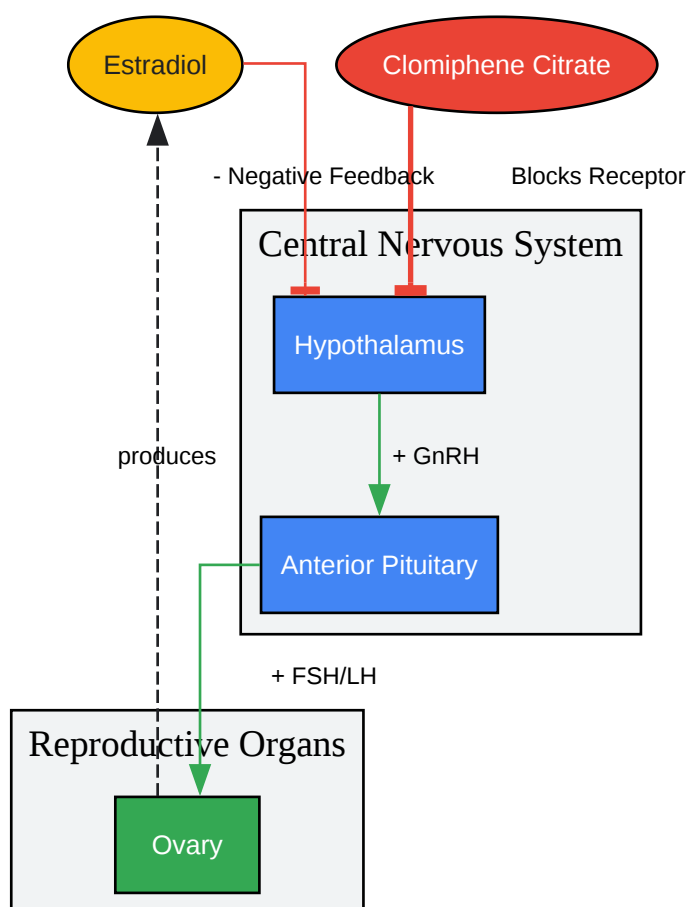 Estradiol
Clomiphene Citrate
- Negative Feedback
Blocks Receptor
Central Nervous System
Hypothalamus
produces
+ GnRH
Anterior Pituitary
+ FSH/LH
Reproductive Organs
Ovary